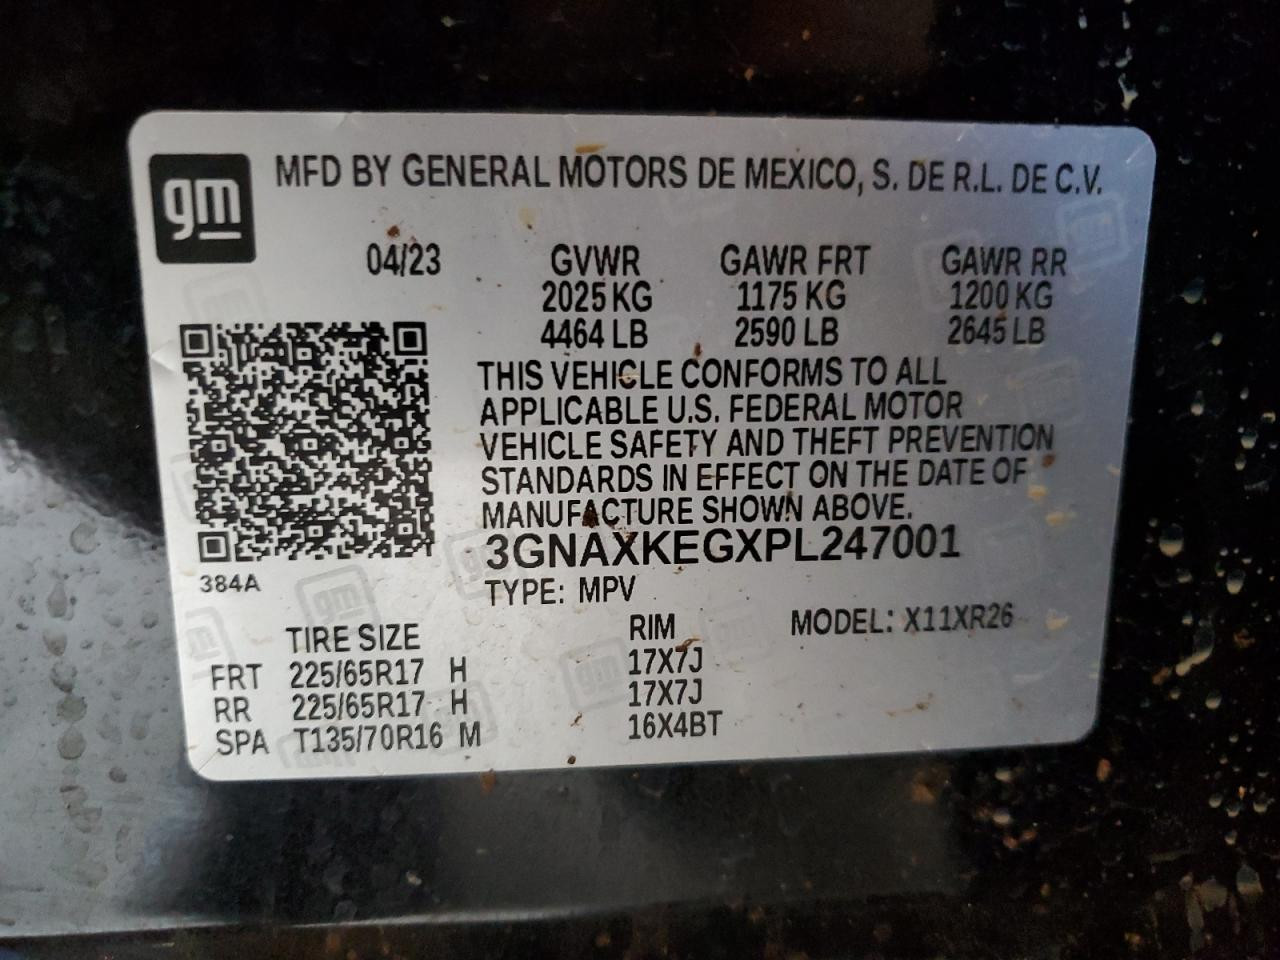 gm
MFD BY GENERAL MOTORS DE MEXICO, S. DE R.L. DE C.V.
04/23 GVWR GAWR FRT GAWR RR
2025 KG 1175 KG 1200 KG
4464 LB 2590 LB 2645 LB
THIS VEHICLE CONFORMS TO ALL
APPLICABLE U.S. FEDERAL MOTOR
VEHICLE SAFETY AND THEFT PREVENTION
STANDARDS IN EFFECT ON THE DATE OF
MANUFACTURE SHOWN ABOVE.
3GNAXKEGXPL247001
384A
TYPE: MPV
TIRE SIZE RIM MODEL: X11XR26
FRT 225/65R17 H 17X7J
RR 225/65R17 H 17X7J
SPA T135/70R16 M 16X4BT